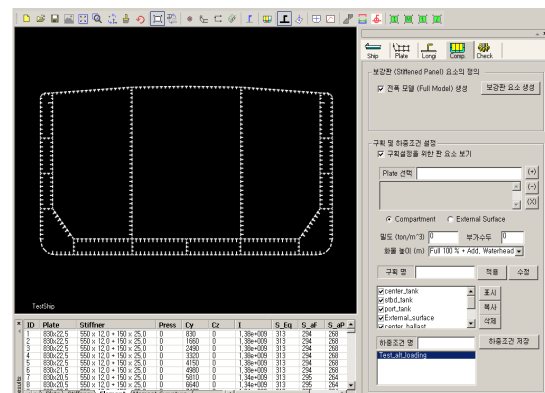 Ship Plate Longi Comp. Check
보강판 (Stiffened Panel) 요소의 정의
전폭 모델 (Full Model) 생성 보강판 요소 생성
구획 및 하중조건 설정
구획설정을 위한 판 요소 보기
Plate 선택 (+)
(-)
(X)
Compartment External Surface
밀도 (ton/m^3) 0 부가수두 0
화물 높이 (m) Full 100 % + Add, Waterhead
구획 명 적용 수정
center_tank 표시
stbd_tank
port_tank 복사
External_surface
center_ballast 삭제
하중조건 명 하중조건 저장
Test_alt_loading
TestShip
ID Plate Stiffner Press Cy Cz I S_Eq S_aF S_aP
1 830x22,5 550 x 12,0 + 150 x 25,0 0 830 1,38e+009 313 294 268
2 830x22,5 550 x 12,0 + 150 x 25,0 0 1660 1,38e+009 313 294 268
3 830x22,5 550 x 12,0 + 150 x 25,0 0 2490 1,38e+009 313 294 268
4 830x22,5 550 x 12,0 + 150 x 25,0 0 3320 1,38e+009 313 294 268
5 830x22,5 550 x 12,0 + 150 x 25,0 0 4150 1,38e+009 313 294 268
6 830x21,5 550 x 12,0 + 150 x 25,0 0 4980 1,38e+009 313 294 268
7 830x20,5 550 x 12,0 + 150 x 25,0 0 5810 1,34e+009 313 295 264
8 830x20,5 550 x 12,0 + 150 x 25,0 0 6640 1,34e+009 313 295 264